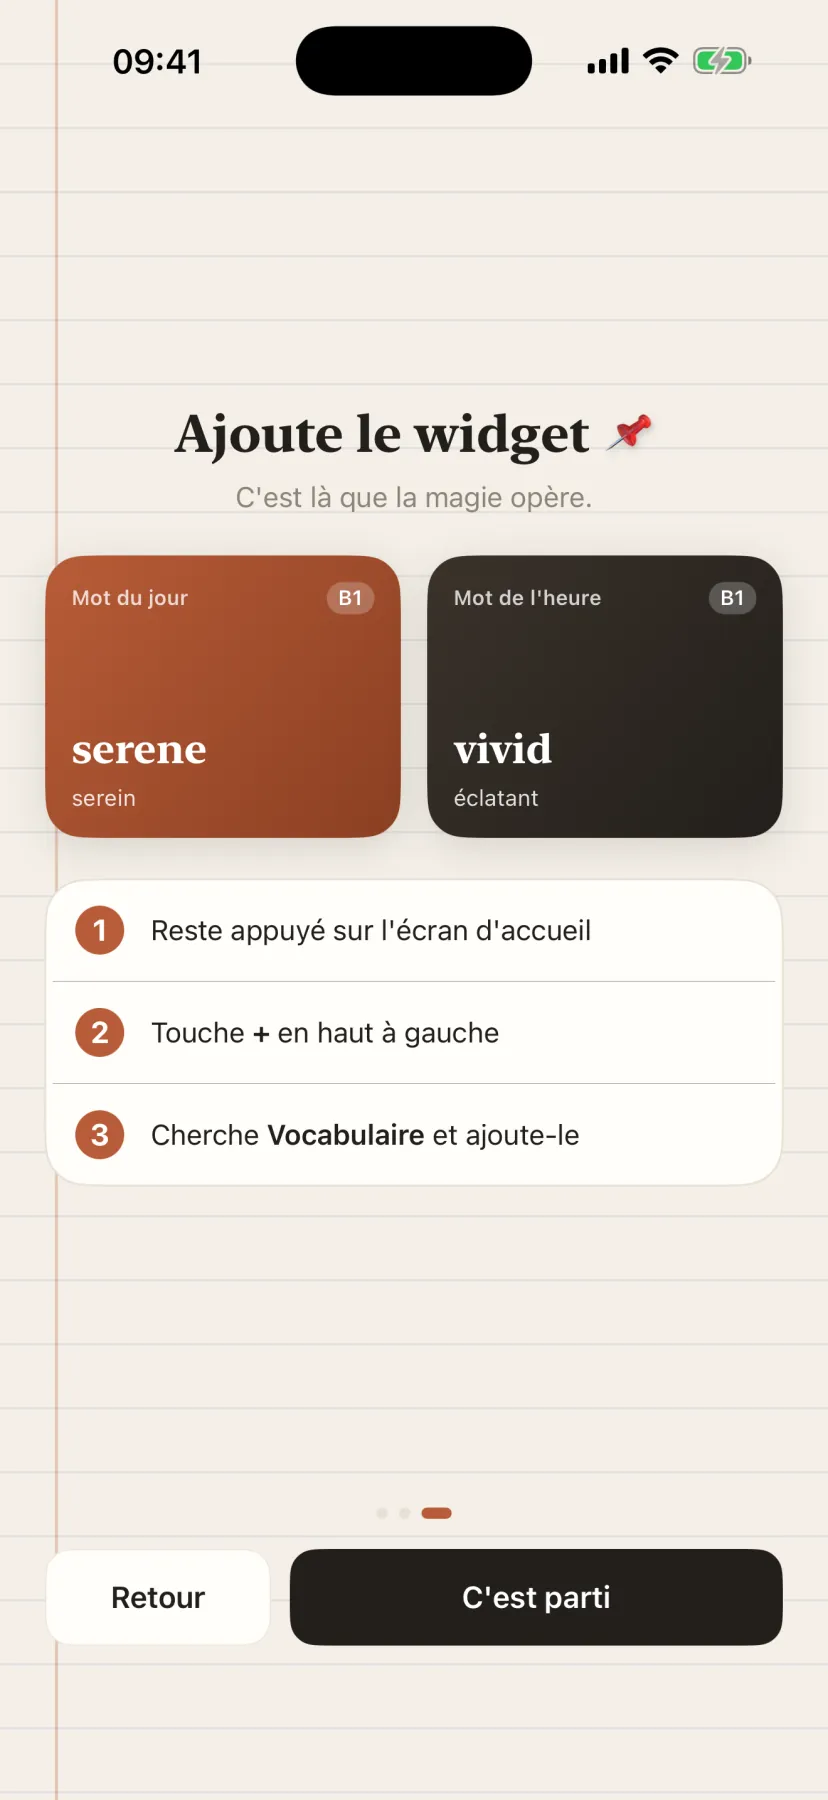 09:41
Ajoute le widget 📌
C'est là que la magie opère.
Mot du jour B1
serene
serein
Mot de l'heure B1
vivid
éclatant
1 Reste appuyé sur l'écran d'accueil
2 Touche + en haut à gauche
3 Cherche Vocabulaire et ajoute-le
Retour
C'est parti